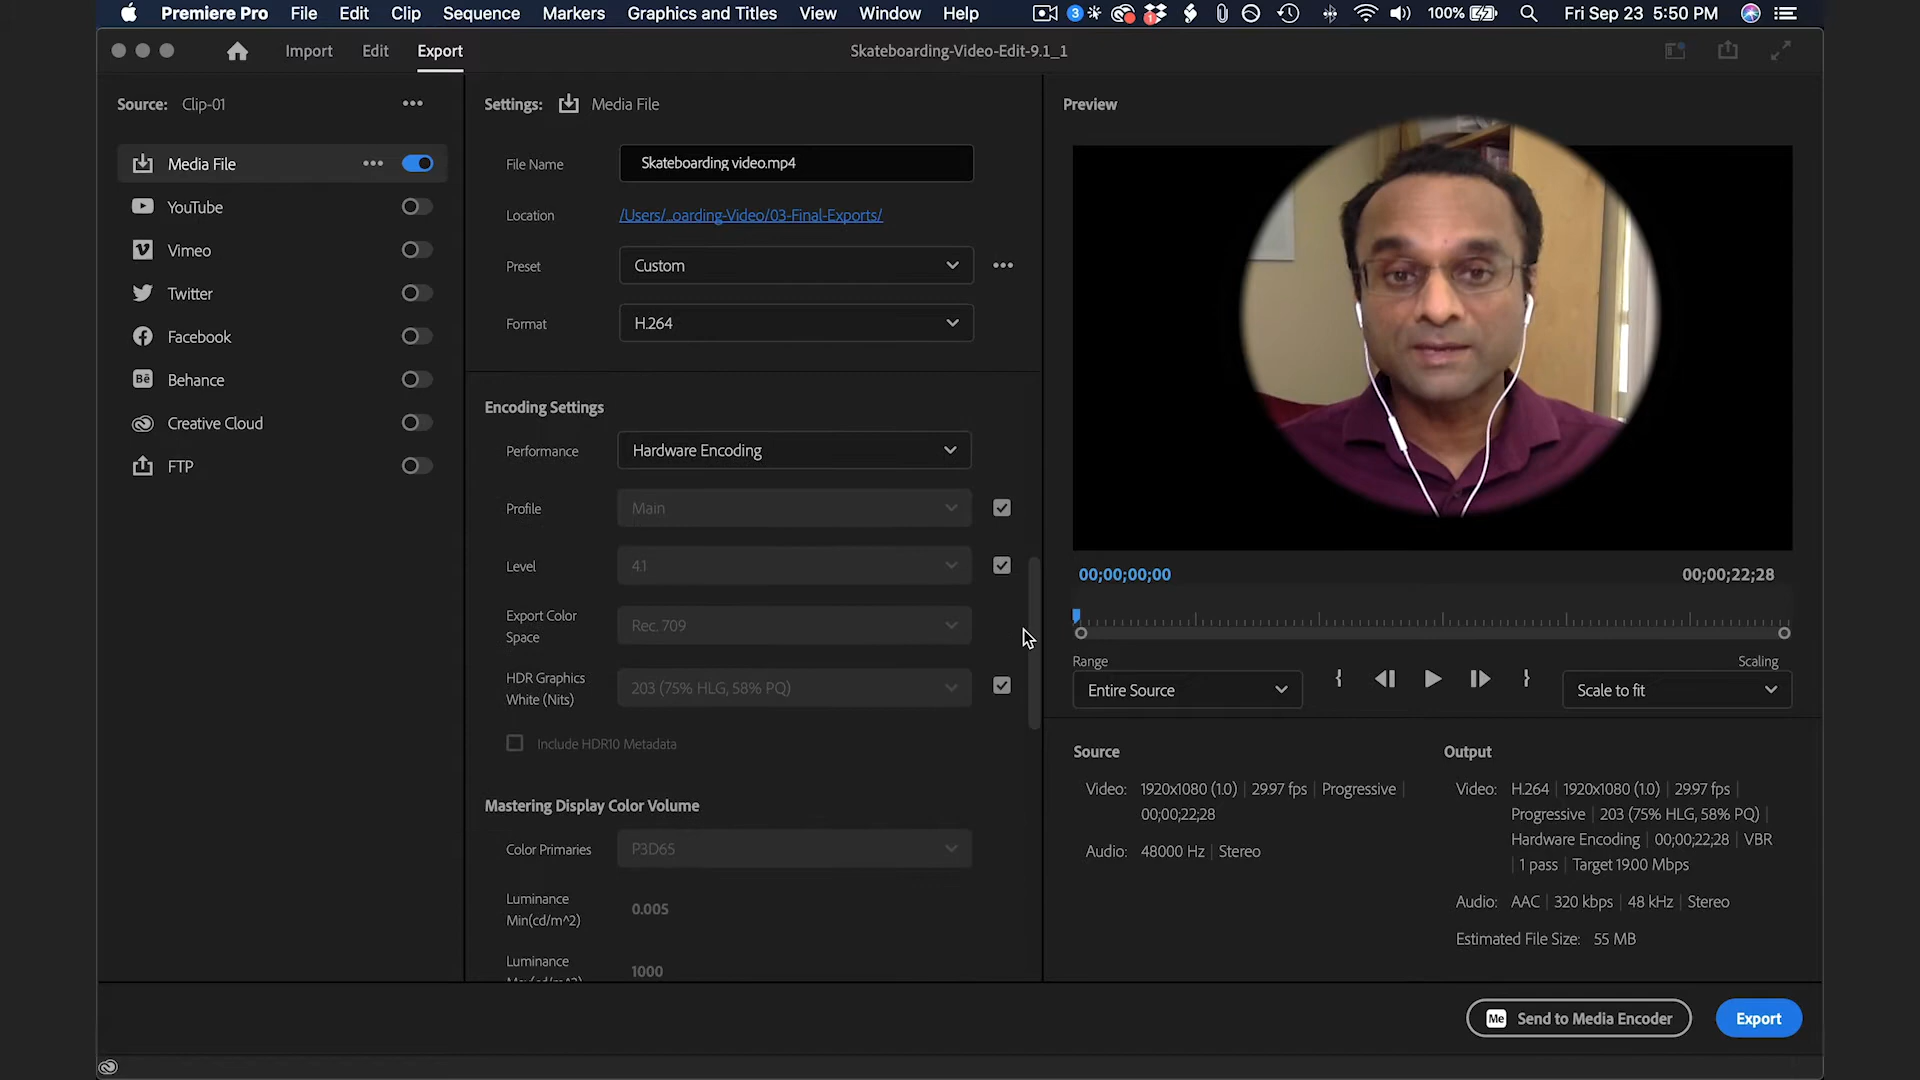 Premiere Pro File Edit Clip Sequence Markers Graphics and Titles View Window Help 3 1 100% Fri Sep 23 5:50 PM
Import Edit Export Skateboarding-Video-Edit-9.1_1
Source: Clip-01
Media File
YouTube
Vimeo
Twitter
Facebook
Bē Behance
Creative Cloud
FTP
Settings: Media File
File Name Skateboarding video.mp4
Location /Users/...oarding-Video/03-Final-Exports/
Preset Custom
Format H.264
Encoding Settings
Performance Hardware Encoding
Profile Main
Level 4.1
Export Color
Space
Rec. 709
HDR Graphics
White (Nits)
203 (75% HLG, 58% PQ)
Include HDR10 Metadata
Mastering Display Color Volume
Color Primaries P3D65
Luminance
Min(cd/m^2)
0.005
Luminance
1000
Preview
00;00;00;00 00;00;22;28
Range Scaling
Entire Source Scale to fit
Source
Video: 1920x1080 (1.0) | 29.97 fps | Progressive |
00;00;22;28
Audio: 48000 Hz | Stereo
Output
Video: H.264 | 1920x1080 (1.0) | 29.97 fps |
Progressive | 203 (75% HLG, 58% PQ) |
Hardware Encoding | 00;00;22;28 | VBR
| 1 pass | Target 19.00 Mbps
Audio: AAC | 320 kbps | 48 kHz | Stereo
Estimated File Size: 55 MB
Me Send to Media Encoder Export